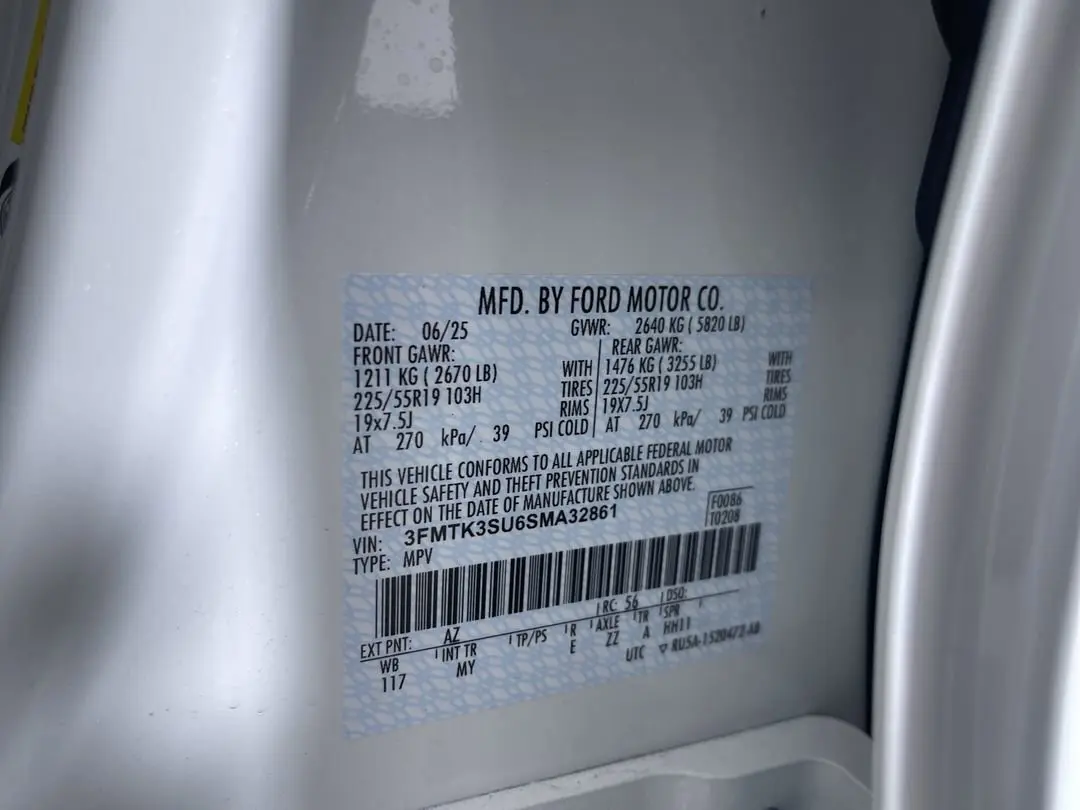 MFD. BY FORD MOTOR CO.
DATE: 06/25 GVWR: 2640 KG ( 5820 LB)
FRONT GAWR: REAR GAWR:
1211 KG ( 2670 LB) WITH 1476 KG ( 3255 LB) WITH
225/55R19 103H TIRES 225/55R19 103H TIRES
19x7.5J RIMS 19X7.5J RIMS
AT 270 kPa/ 39 PSI COLD AT 270 kPa/ 39 PSI COLD
THIS VEHICLE CONFORMS TO ALL APPLICABLE FEDERAL MOTOR
VEHICLE SAFETY AND THEFT PREVENTION STANDARDS IN
EFFECT ON THE DATE OF MANUFACTURE SHOWN ABOVE.
VIN: 3FMTK3SU6SMA32861 F0086
TYPE: MPV T0208
EXT PNT: AZ RC: 56 DSO:
WB INT TR TP/PS R AXLE TR SPR
117 MY E ZZ A HH11
UTC ▽ RU5A-1520472-AB